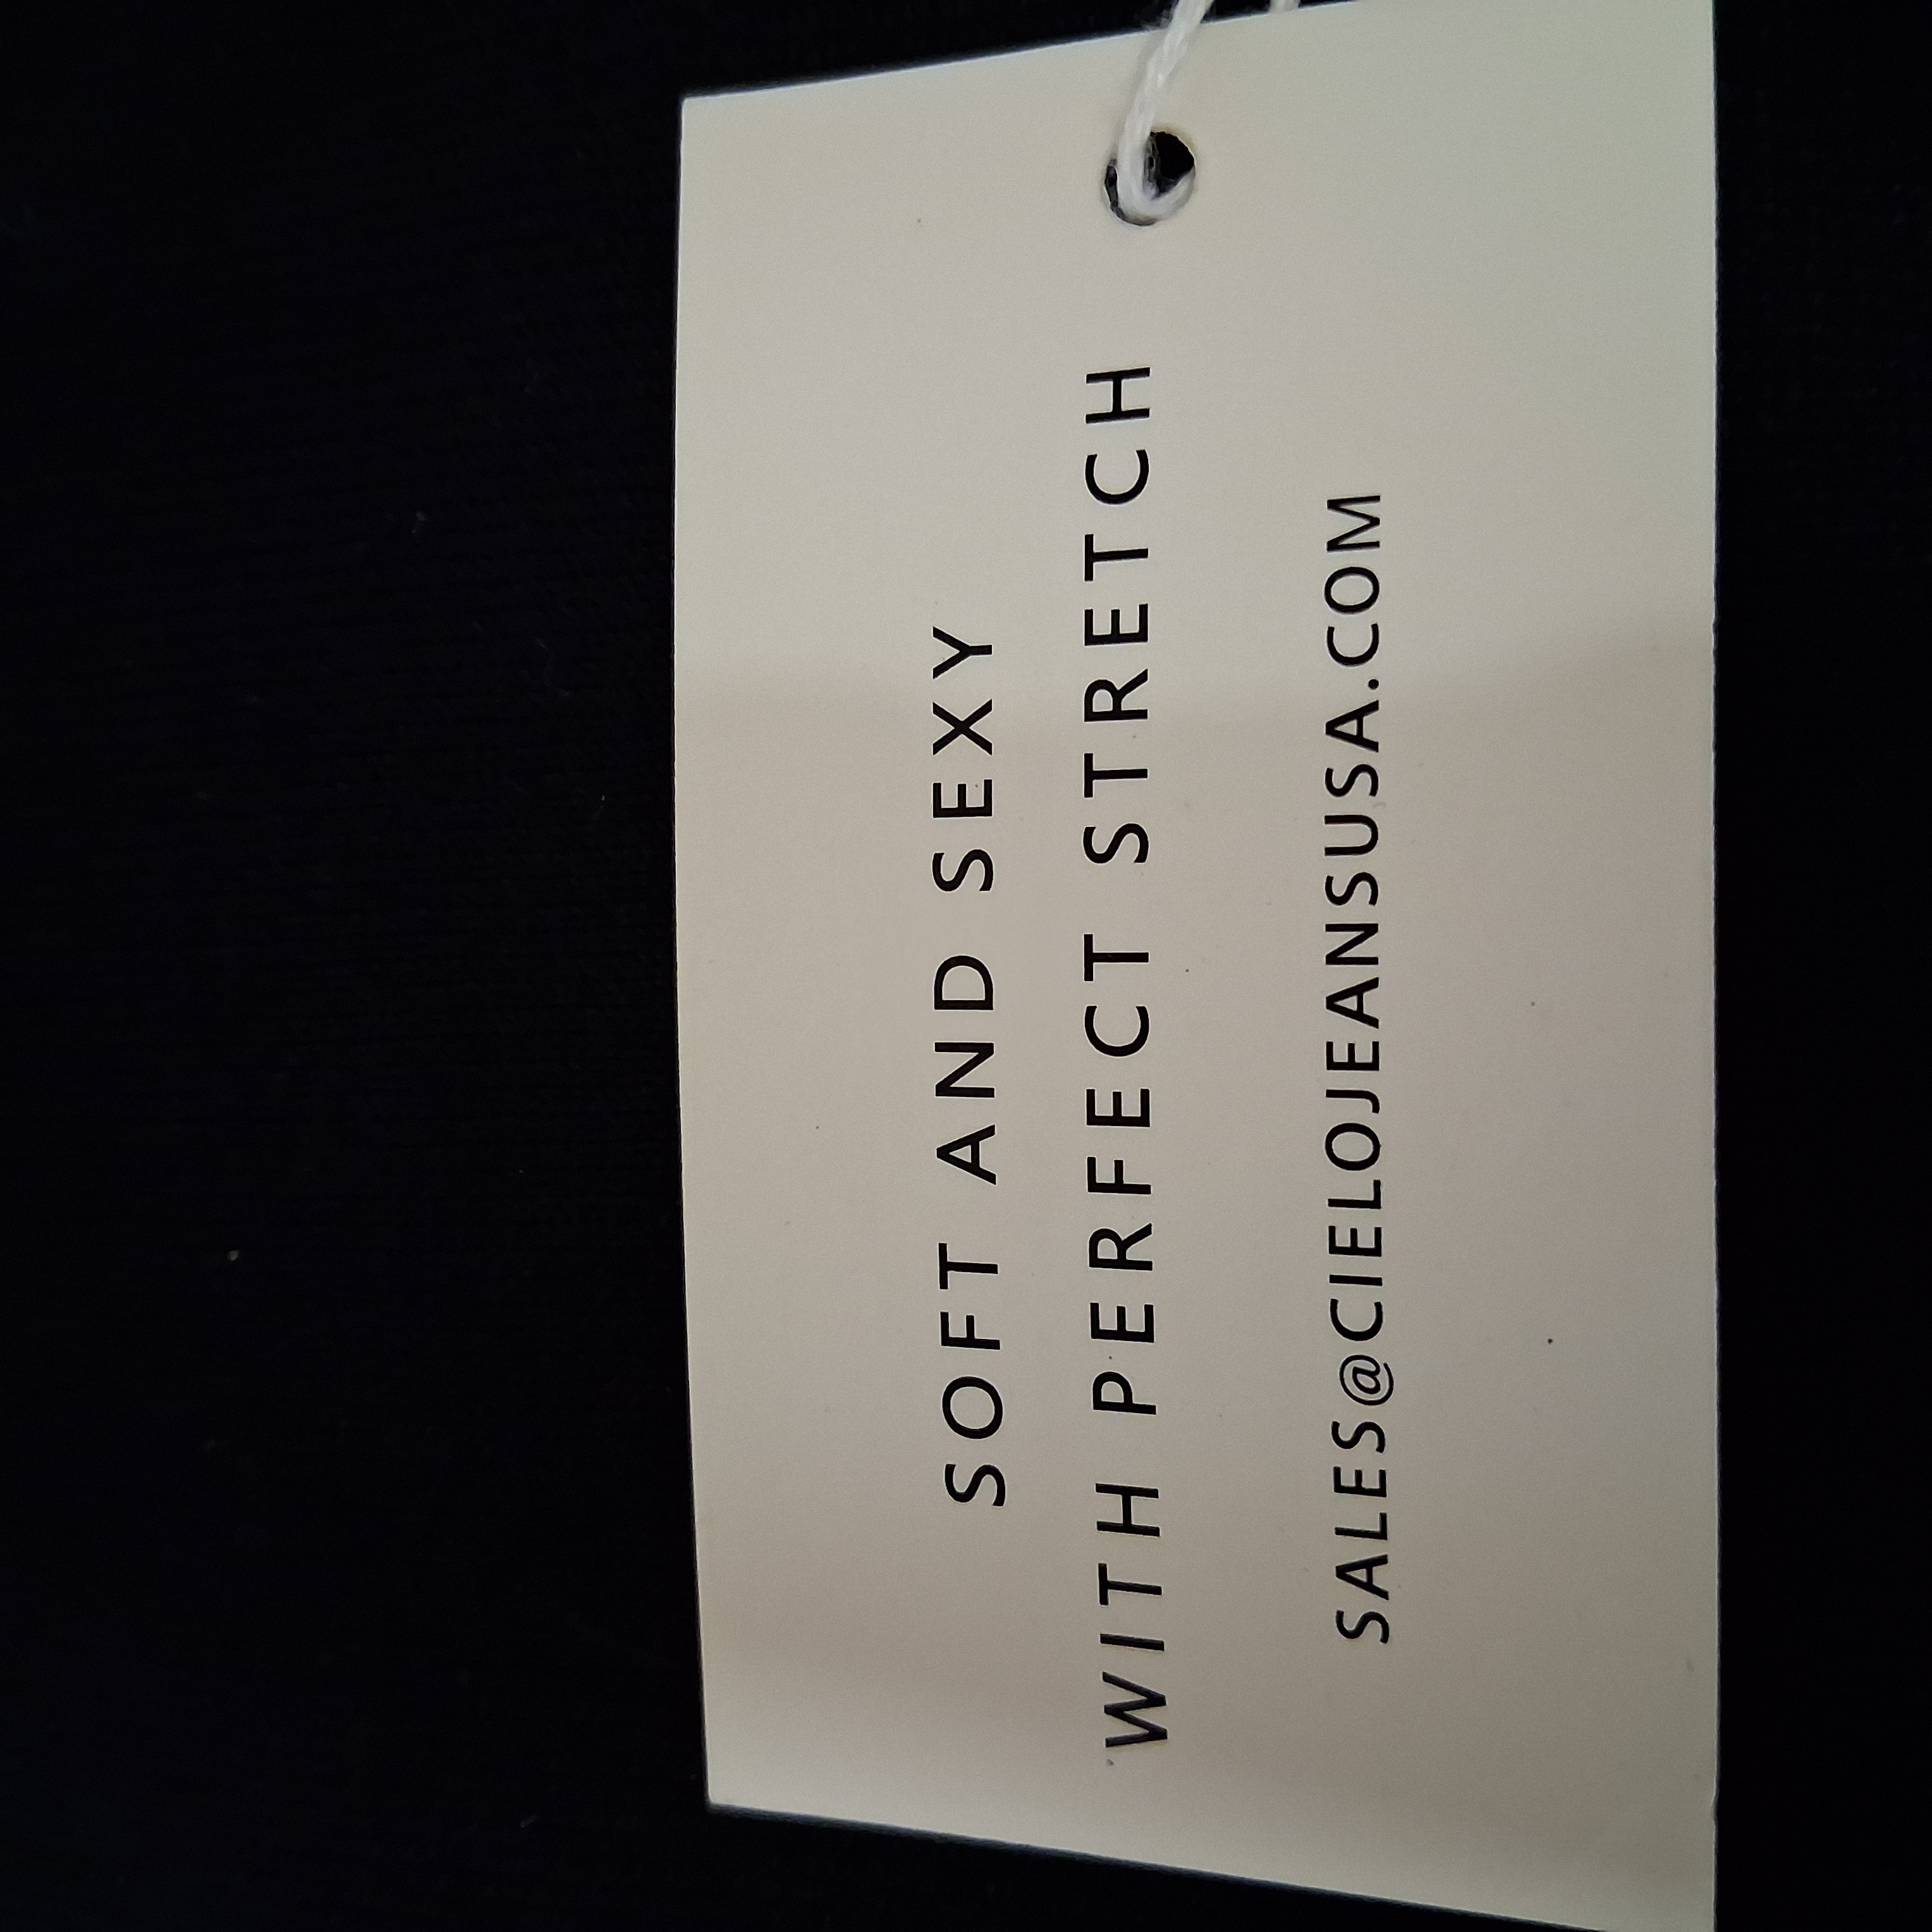 SOFT AND SEXY
WITH PERFECT STRETCH
SALES@CIELOJEANSUSA.COM